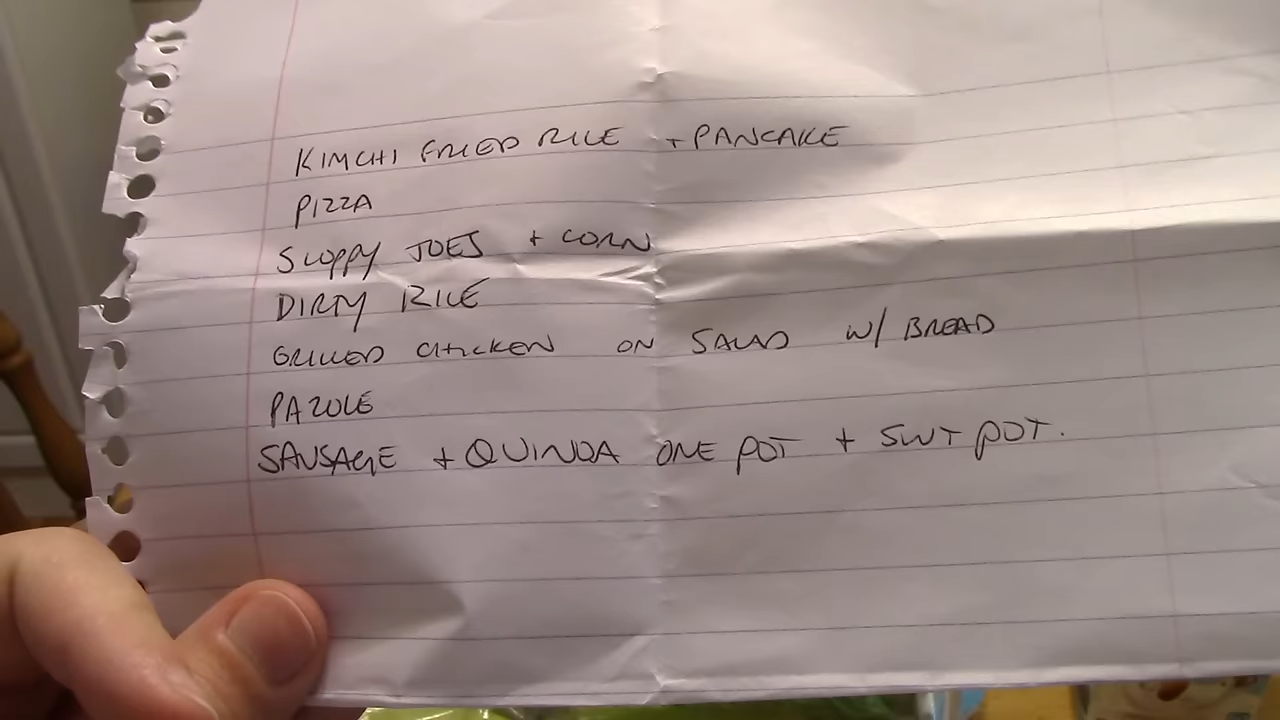 KIMCHI FRIED RICE + PANCAKE
PIZZA
SLOPPY JOES + CORN
DIRTY RICE
GRILLED CHICKEN ON SALAD W/ BREAD
PAZOLE
SAUSAGE + QUINOA ONE POT + SWT POT.